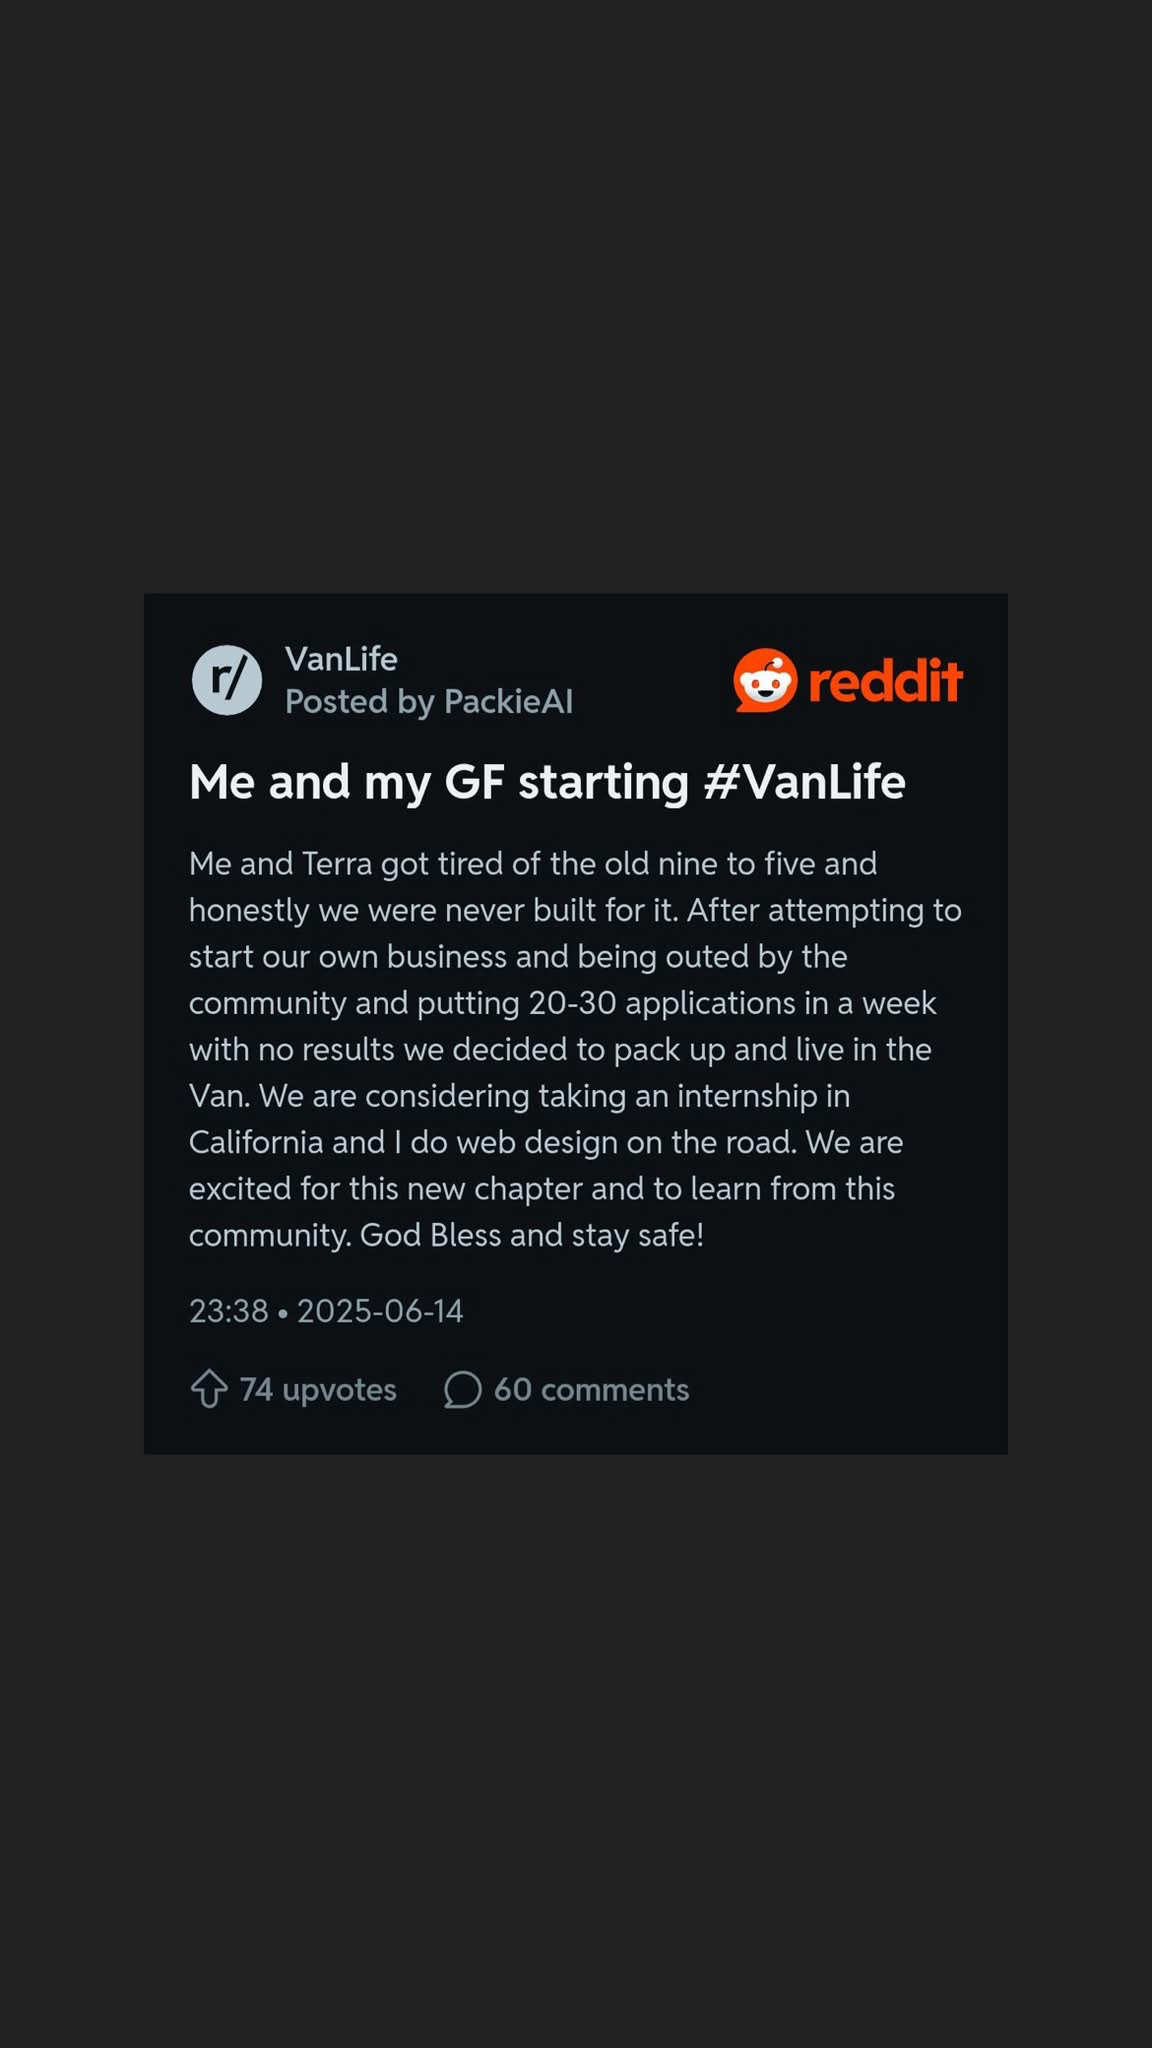 r/
VanLife
Posted by PackieAI
reddit
Me and my GF starting #VanLife
Me and Terra got tired of the old nine to five and
honestly we were never built for it. After attempting to
start our own business and being outed by the
community and putting 20-30 applications in a week
with no results we decided to pack up and live in the
Van. We are considering taking an internship in
California and I do web design on the road. We are
excited for this new chapter and to learn from this
community. God Bless and stay safe!
23:38 • 2025-06-14
74 upvotes
60 comments